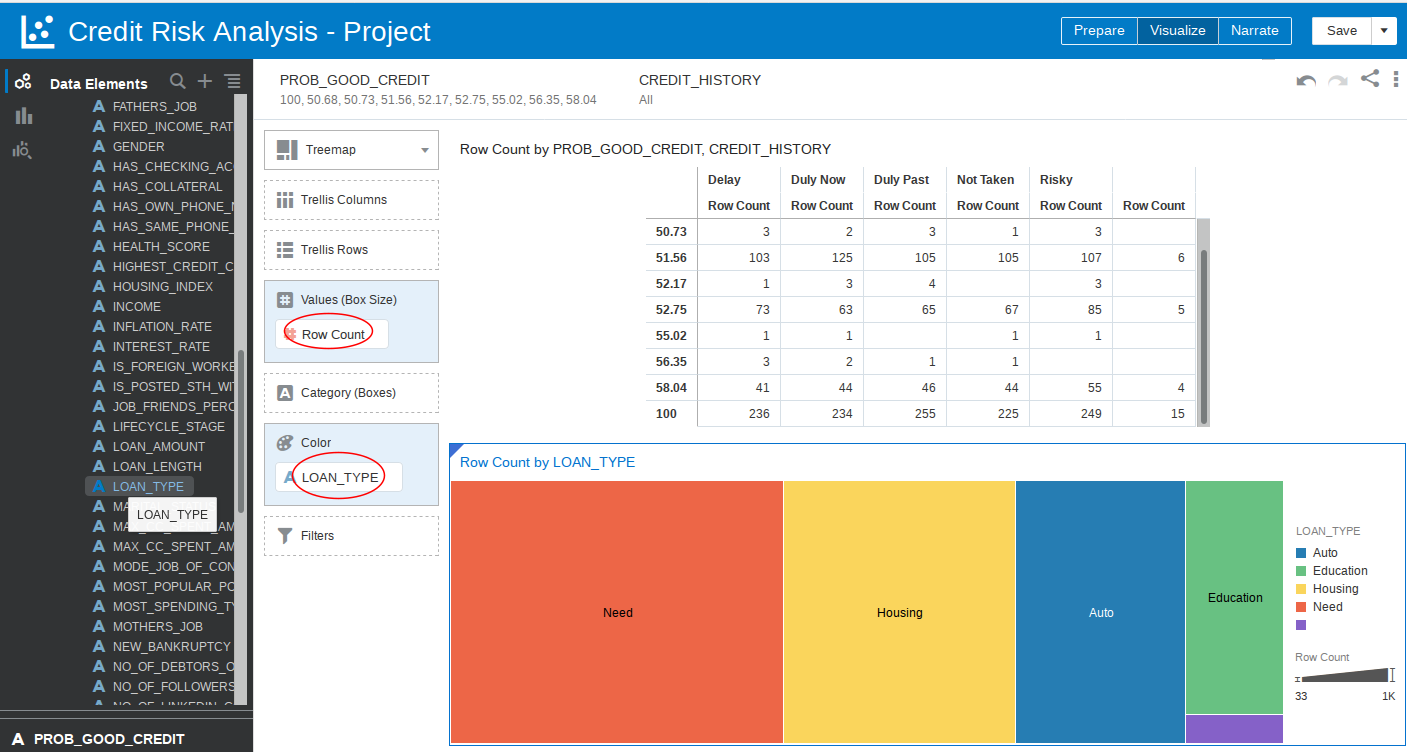 Credit Risk Analysis - Project
Prepare Visualize Narrate Save
Data Elements
FATHERS_JOB
FIXED_INCOME_RAT
GENDER
HAS_CHECKING_AC
HAS_COLLATERAL
HAS_OWN_PHONE_
HAS_SAME_PHONE_
HEALTH_SCORE
HIGHEST_CREDIT_C
HOUSING_INDEX
INCOME
INFLATION_RATE
INTEREST_RATE
IS_FOREIGN_WORKE
IS_POSTED_STH_WI
JOB_FRIENDS_PERC
LIFECYCLE_STAGE
LOAN_AMOUNT
LOAN_LENGTH
LOAN_TYPE
LOAN_TYPE
MAX_CC_SPENT_AM
MODE_JOB_OF_CON
MOST_POPULAR_PO
MOST_SPENDING_TY
MOTHERS_JOB
NEW_BANKRUPTCY
NO_OF_DEBTORS_O
NO_OF_FOLLOWERS
A PROB_GOOD_CREDIT
PROB_GOOD_CREDIT
100, 50.68, 50.73, 51.56, 52.17, 52.75, 55.02, 56.35, 58.04
CREDIT_HISTORY
All
Treemap
Trellis Columns
Trellis Rows
# Values (Box Size)
# Row Count
A Category (Boxes)
Color
A LOAN_TYPE
Filters
Row Count by PROB_GOOD_CREDIT, CREDIT_HISTORY
Delay Duly Now Duly Past Not Taken Risky
Row Count Row Count Row Count Row Count Row Count Row Count
50.73 3 2 3 1 3
51.56 103 125 105 105 107 6
52.17 1 3 4 3
52.75 73 63 65 67 85 5
55.02 1 1 1 1
56.35 3 2 1 1
58.04 41 44 46 44 55 4
100 236 234 255 225 249 15
Row Count by LOAN_TYPE
Need
Housing
Auto
Education
LOAN_TYPE
Auto
Education
Housing
Need
Row Count
33 1K